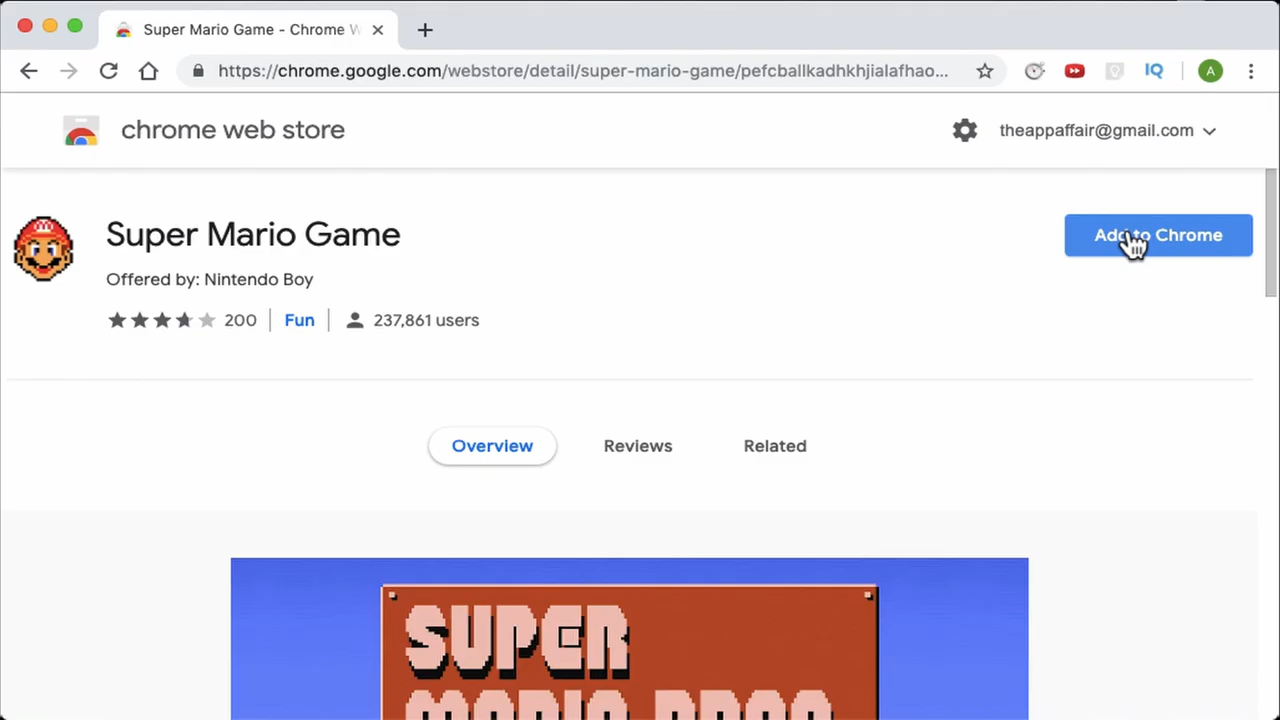 Super Mario Game - Chrome W
https://chrome.google.com/webstore/detail/super-mario-game/pefcballkadhkhjialafhao...
IQ
A
chrome web store
theappaffair@gmail.com
Super Mario Game
Add to Chrome
Offered by: Nintendo Boy
200
Fun
237,861 users
Overview
Reviews
Related
SUPER
MARIO BROS